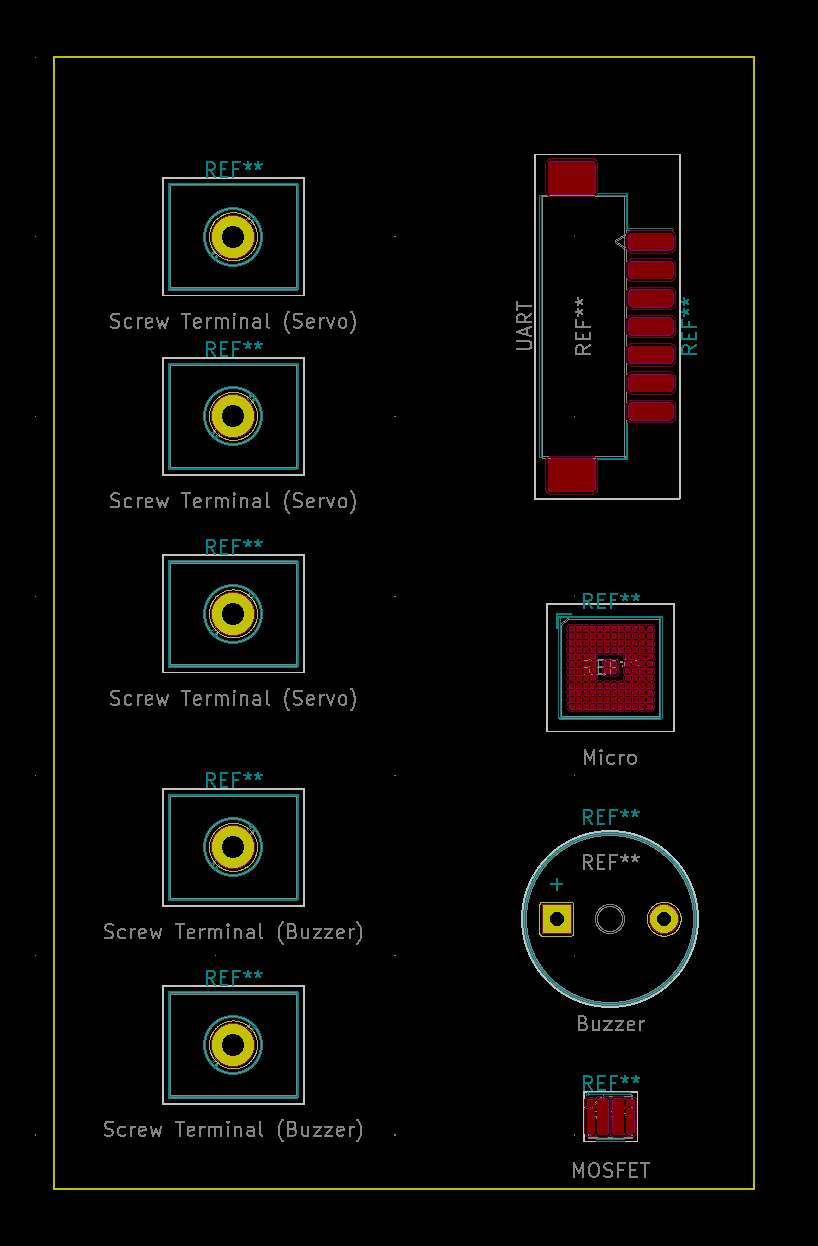 REF**
Screw Terminal (Servo)
REF**
Screw Terminal (Servo)
REF**
Screw Terminal (Servo)
REF**
Screw Terminal (Buzzer)
REF**
Screw Terminal (Buzzer)
UART
REF**
REF**
REF**
REF**
Micro
REF**
REF**
+
Buzzer
REF**
MOSFET